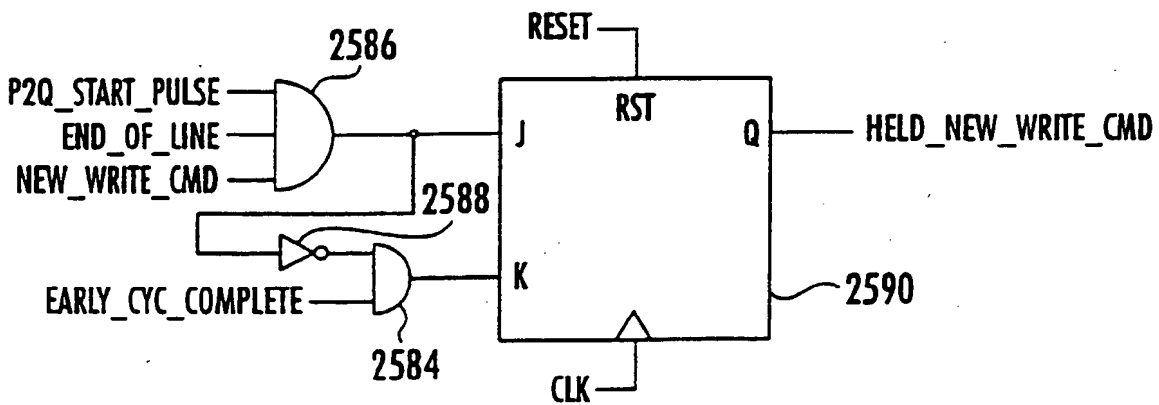 RESET
2586
P2Q_START_PULSE
RST
END_OF_LINE
J
Q
HELD_NEW_WRITE_CMD
NEW_WRITE_CMD
2588
K
EARLY_CYC_COMPLETE
2590
2584
CLK